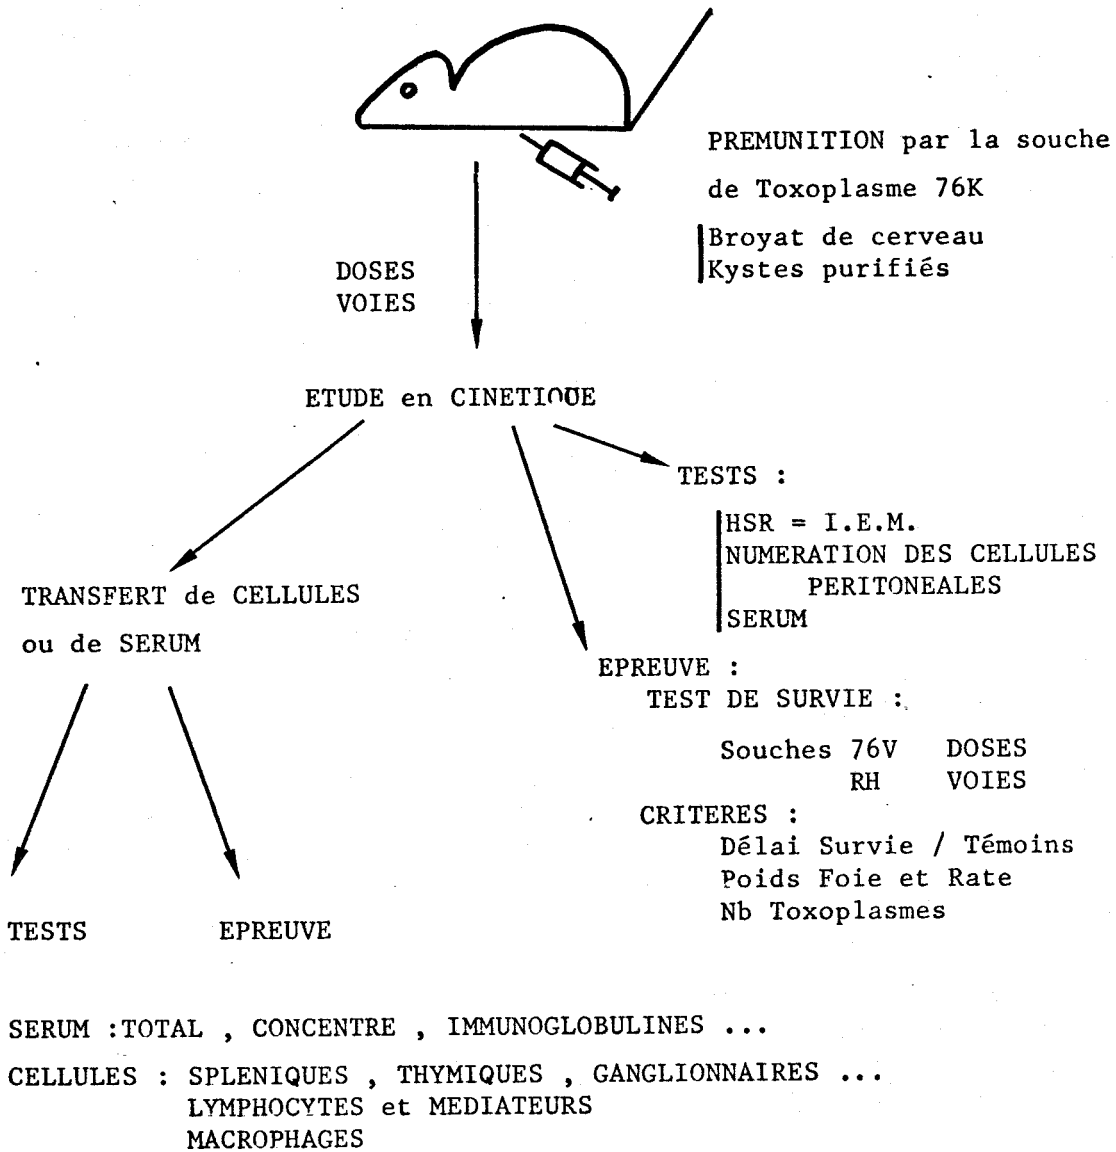 PREMUNITION par la souche
de Toxoplasme 76K
Broyat de cerveau
Kystes purifiés
DOSES
VOIES
ETUDE en CINETIQUE
TESTS :
HSR = I.E.M.
NUMERATION DES CELLULES
PERITONEALES
SERUM
TRANSFERT de CELLULES
ou de SERUM
EPREUVE :
TEST DE SURVIE :
Souches 76V DOSES
RH VOIES
CRITERES :
Délai Survie / Témoins
Poids Foie et Rate
Nb Toxoplasmes
TESTS EPREUVE
SERUM :TOTAL , CONCENTRE , IMMUNOGLOBULINES ...
CELLULES : SPLENIQUES , THYMIQUES , GANGLIONNAIRES ...
LYMPHOCYTES et MEDIATEURS
MACROPHAGES